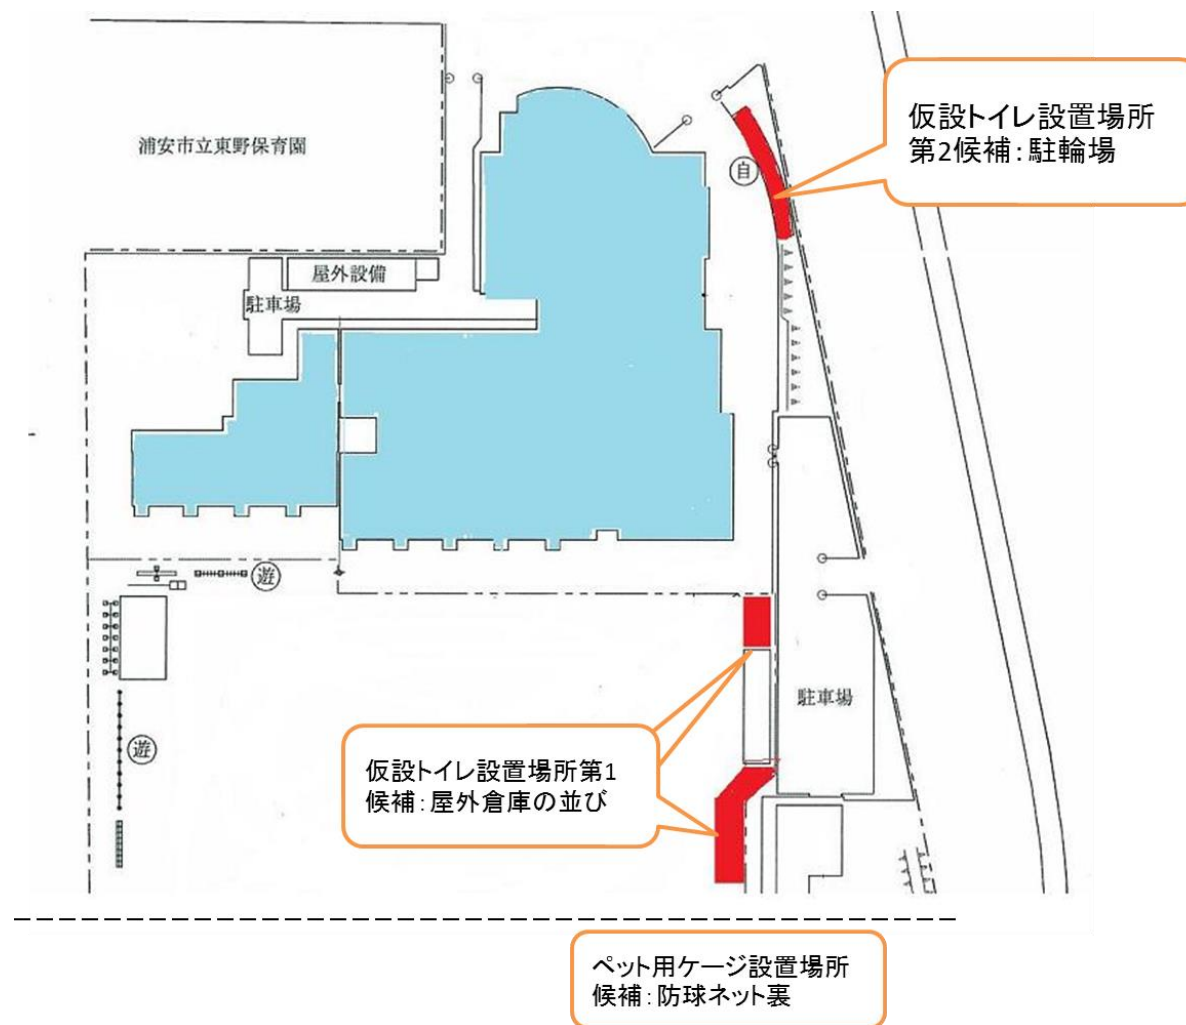 仮設トイレ設置場所
第2候補：駐輪場
浦安市立東野保育園
自
屋外設備
駐車場
遊
駐車場
遊
仮設トイレ設置場所第1
候補：屋外倉庫の並び
ペット用ケージ設置場所
候補：防球ネット裏